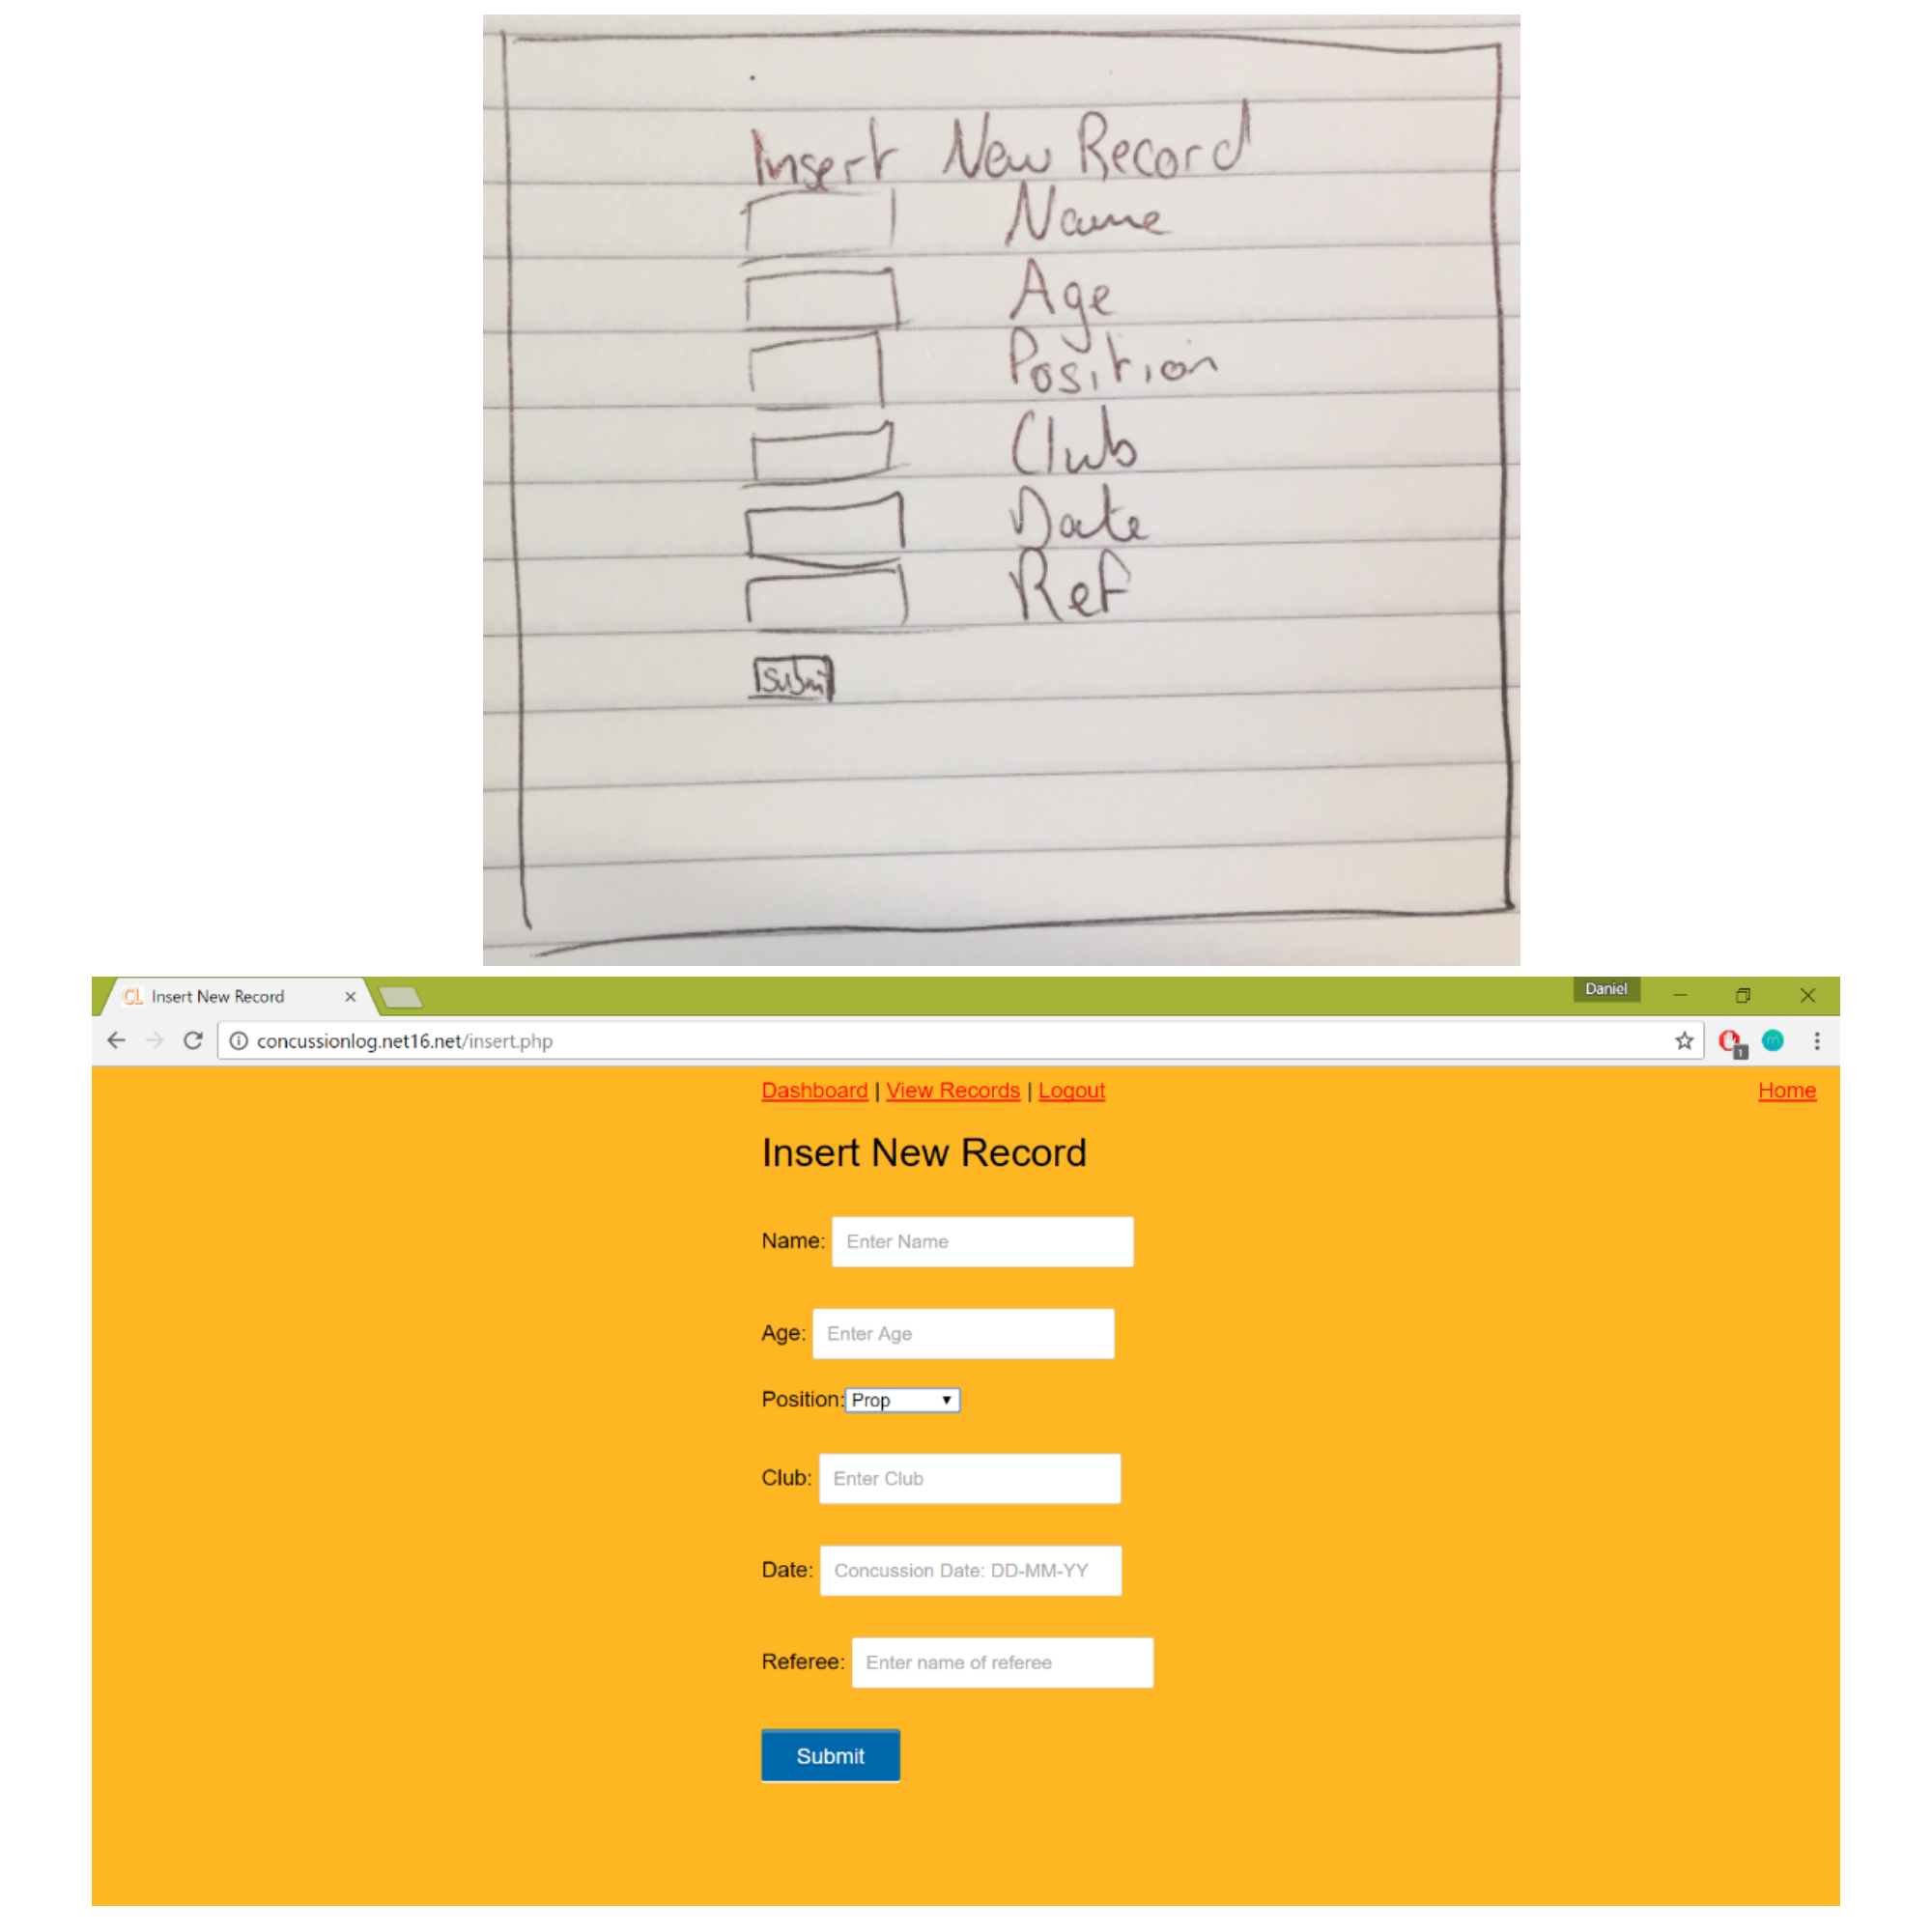 Insert New Record
Name
Age
Position
Club
Date
Ref
Submit
CL Insert New Record
Daniel
concussionlog.net16.net/insert.php
1
Dashboard | View Records | Logout
Home
Insert New Record
Name: Enter Name
Age: Enter Age
Position: Prop
Club: Enter Club
Date: Concussion Date: DD-MM-YY
Referee: Enter name of referee
Submit